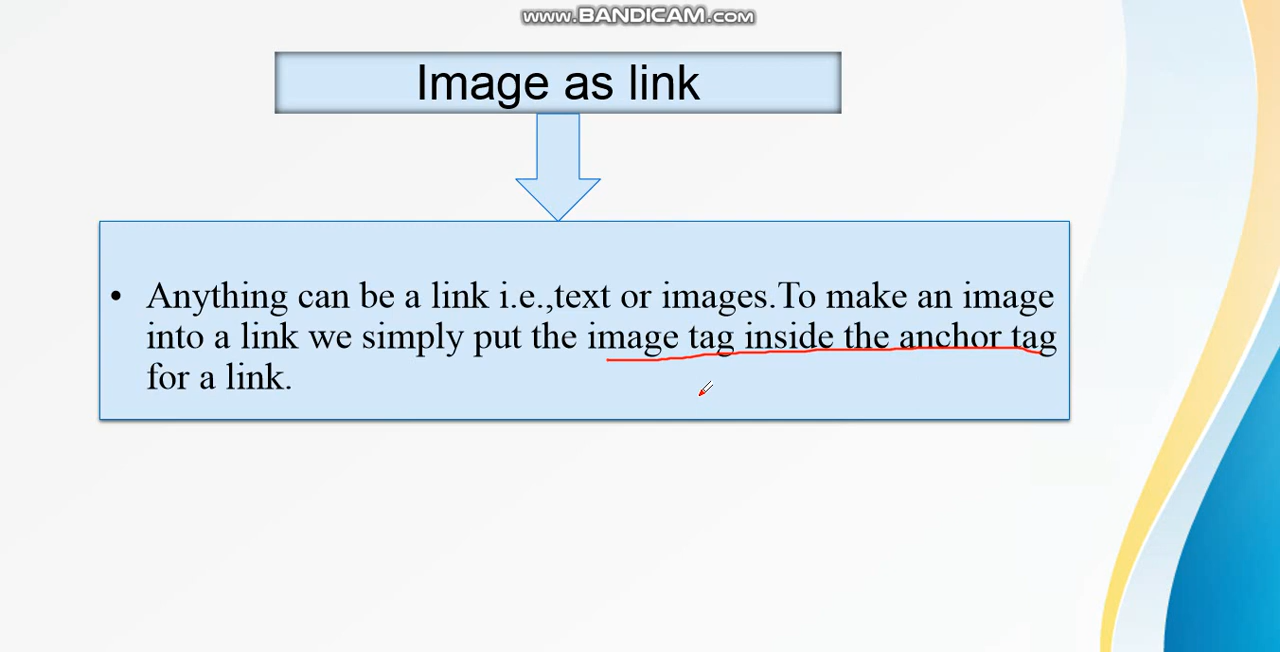 www.BANDICAM.com
Image as link
• Anything can be a link i.e.,text or images.To make an image
into a link we simply put the image tag inside the anchor tag
for a link.